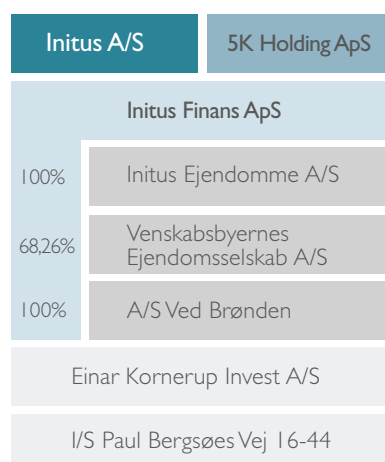 Initus A/S
5K Holding ApS
Initus Finans ApS
100%
Initus Ejendomme A/S
68,26%
Venskabsbyernes
Ejendomsselskab A/S
100%
A/S Ved Brønden
Einar Kornerup Invest A/S
I/S Paul Bergsøes Vej 16-44